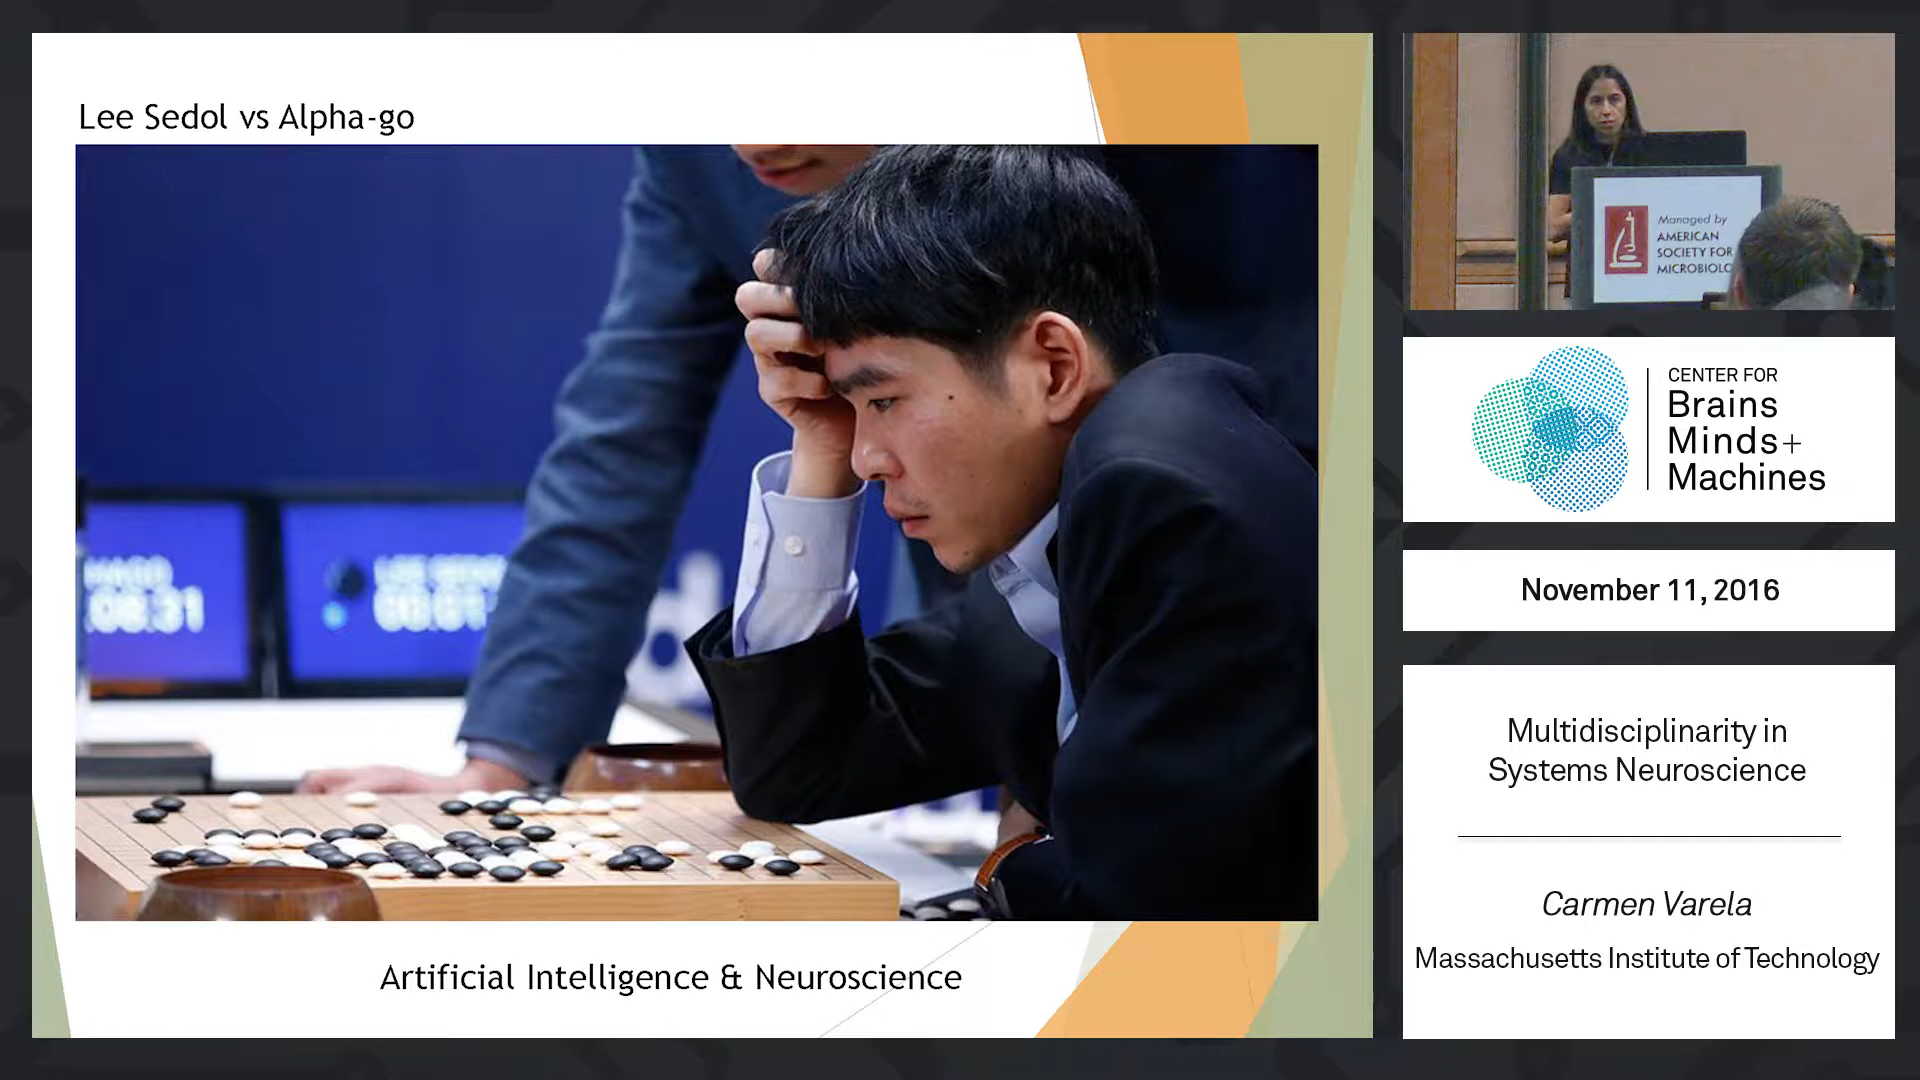 Lee Sedol vs Alpha-go
Artificial Intelligence & Neuroscience
Managed by
AMERICAN
SOCIETY FOR
CENTER FOR
Brains
Minds+
Machines
November 11, 2016
Multidisciplinarity in
Systems Neuroscience
Carmen Varela
Massachusetts Institute of Technology